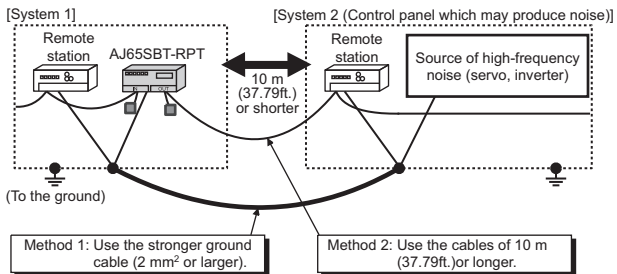 [System 1]
[System 2 (Control panel which may produce noise)]
Remote
station
AJ65SBT-RPT
IN
OUT
10 m
(37.79ft.)
or shorter
Remote
station
Source of high-frequency
noise (servo, inverter)
(To the ground)
Method 1: Use the stronger ground
cable (2 mm² or larger).
Method 2: Use the cables of 10 m
(37.79ft.)or longer.